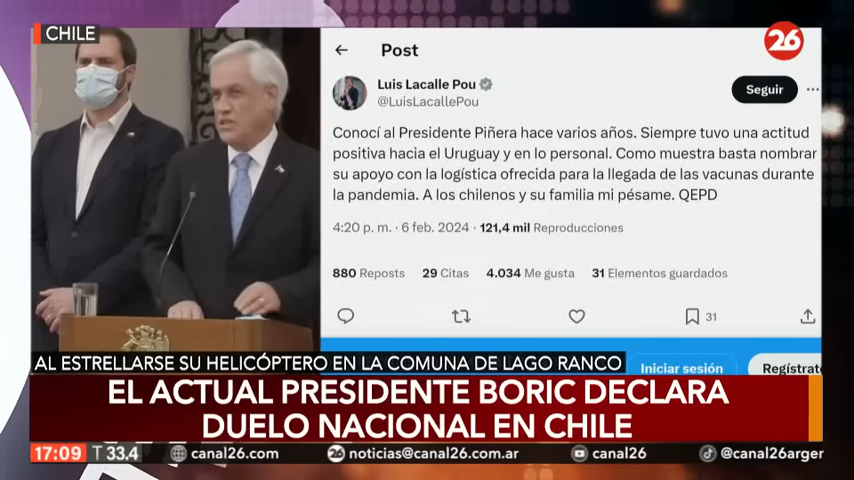 CHILE
Post
26
Luis Lacalle Pou
@LuisLacallePou
Seguir
Conocí al Presidente Piñera hace varios años. Siempre tuvo una actitud
positiva hacia el Uruguay y en lo personal. Como muestra basta nombrar
su apoyo con la logística ofrecida para la llegada de las vacunas durante
la pandemia. A los chilenos y su familia mi pésame. QEPD
4:20 p. m. · 6 feb. 2024 · 121,4 mil Reproducciones
880 Reposts 29 Citas 4.034 Me gusta 31 Elementos guardados
31
Iniciar sesión
Regístrate
AL ESTRELLARSE SU HELICÓPTERO EN LA COMUNA DE LAGO RANCO
EL ACTUAL PRESIDENTE BORIC DECLARA
DUELO NACIONAL EN CHILE
17:09 T 33.4 canal26.com 26 noticias@canal26.com.ar canal26 @canal26argen